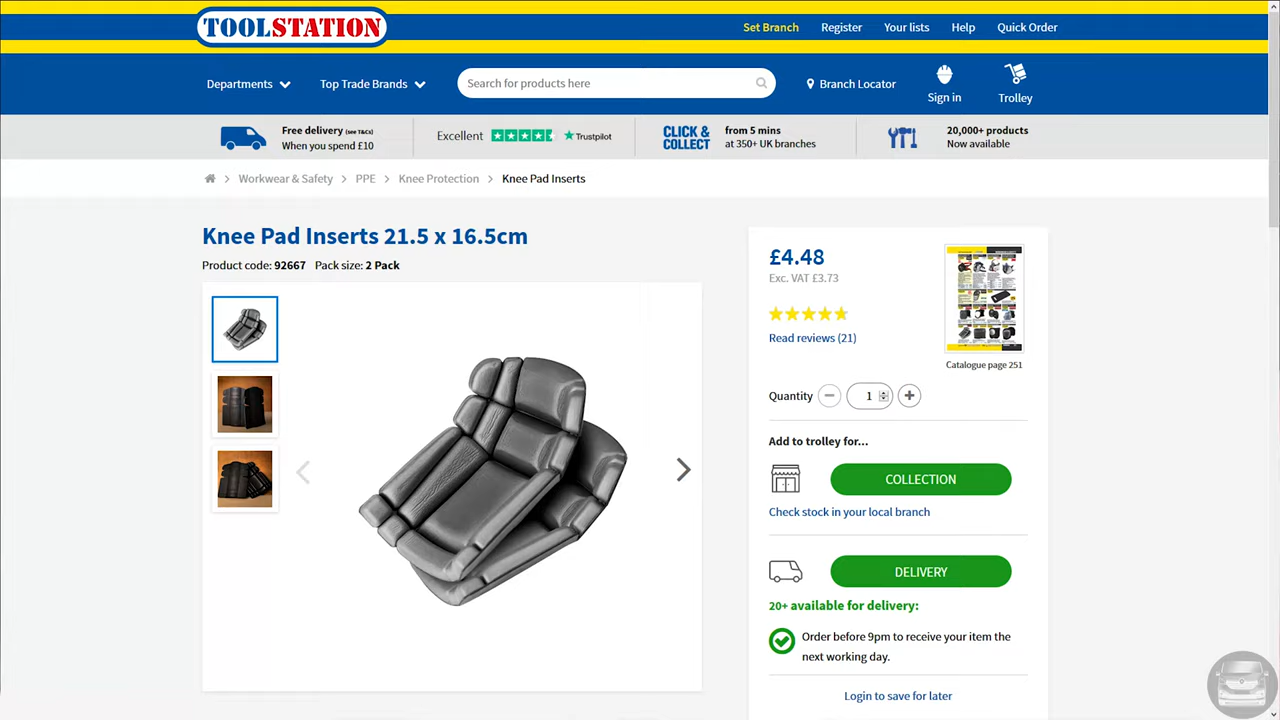 TOOLSTATION
Set Branch Register Your lists Help Quick Order
Departments Top Trade Brands Search for products here Branch Locator Sign in Trolley
Free delivery (see T&Cs)
When you spend £10
Excellent Trustpilot
CLICK &
COLLECT
from 5 mins
at 350+ UK branches
20,000+ products
Now available
Workwear & Safety > PPE > Knee Protection > Knee Pad Inserts
Knee Pad Inserts 21.5 x 16.5cm
Product code: 92667 Pack size: 2 Pack
£4.48
Exc. VAT £3.73
Read reviews (21)
Catalogue page 251
Quantity 1
Add to trolley for...
COLLECTION
Check stock in your local branch
DELIVERY
20+ available for delivery:
Order before 9pm to receive your item the
next working day.
Login to save for later